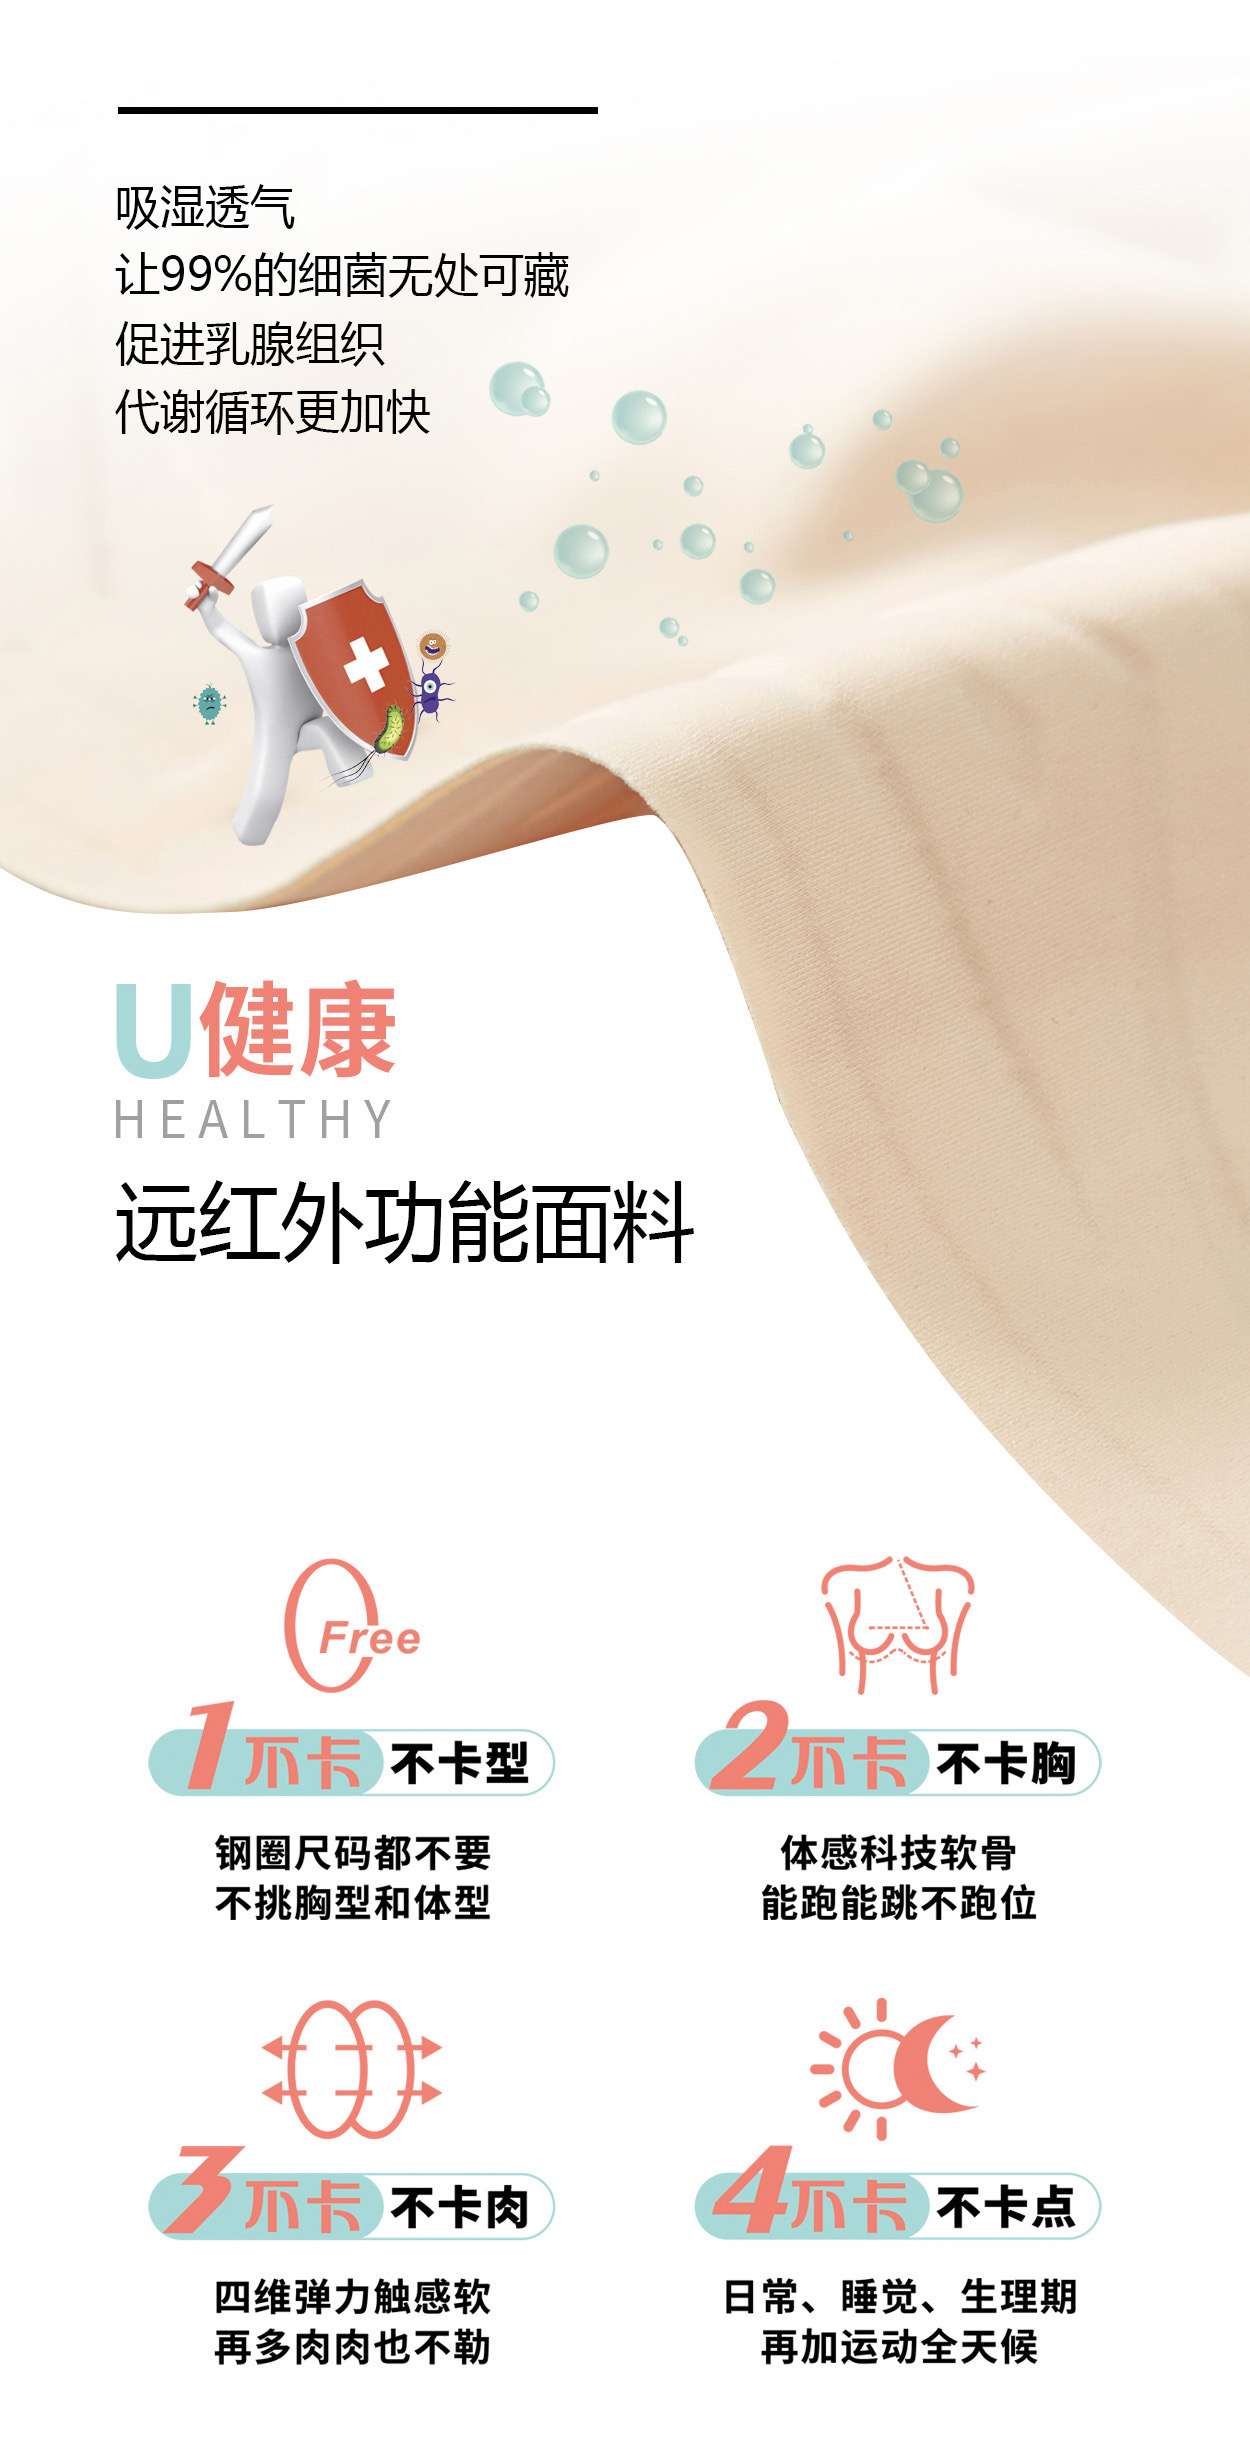 吸湿透气
让99%的细菌无处可藏
促进乳腺组织
代谢循环更加快
U健康
HEALTHY
远红外功能面料
Free
1不卡 不卡型
钢圈尺码都不要
不挑胸型和体型
2不卡 不卡胸
体感科技软骨
能跑能跳不跑位
3不卡 不卡肉
四维弹力触感软
再多肉肉也不勒
4不卡 不卡点
日常、睡觉、生理期
再加运动全天候